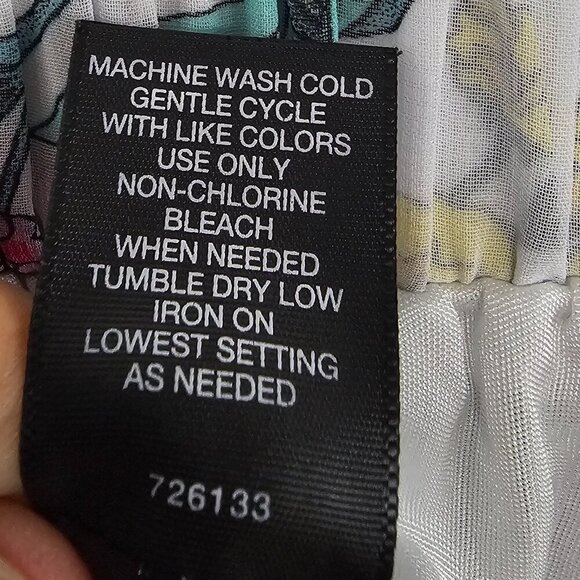 MACHINE WASH COLD
GENTLE CYCLE
WITH LIKE COLORS
USE ONLY
NON-CHLORINE
BLEACH
WHEN NEEDED
TUMBLE DRY LOW
IRON ON
LOWEST SETTING
AS NEEDED
726133